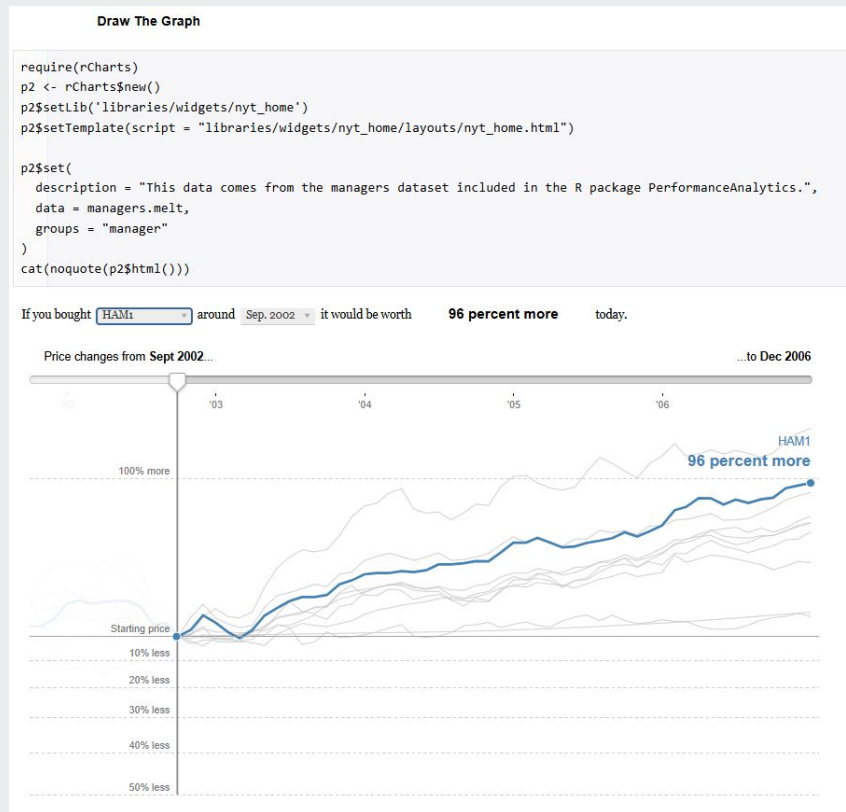 Draw The Graph
require(rCharts)
p2 <- rCharts$new()
p2$setLib('libraries/widgets/nyt_home')
p2$setTemplate(script = "libraries/widgets/nyt_home/layouts/nyt_home.html")
p2$set(
  description = "This data comes from the managers dataset included in the R package PerformanceAnalytics.",
  data = managers.melt,
  groups = "manager"
)
cat(noquote(p2$html()))
If you bought HAM1 around Sep. 2002 it would be worth 96 percent more today.
Price changes from Sept 2002... ...to Dec 2006
'02 '03 '04 '05 '06
HAM1
96 percent more
100% more
Starting price
10% less
20% less
30% less
40% less
50% less